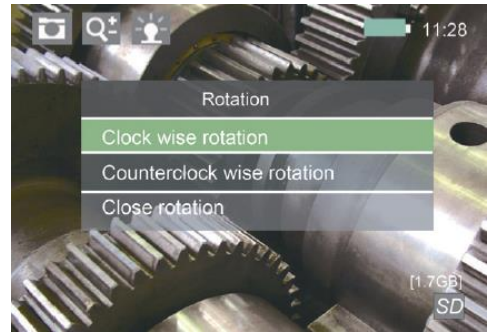 11:28
Rotation
Clock wise rotation
Counterclock wise rotation
Close rotation
[1.7GB]
SD